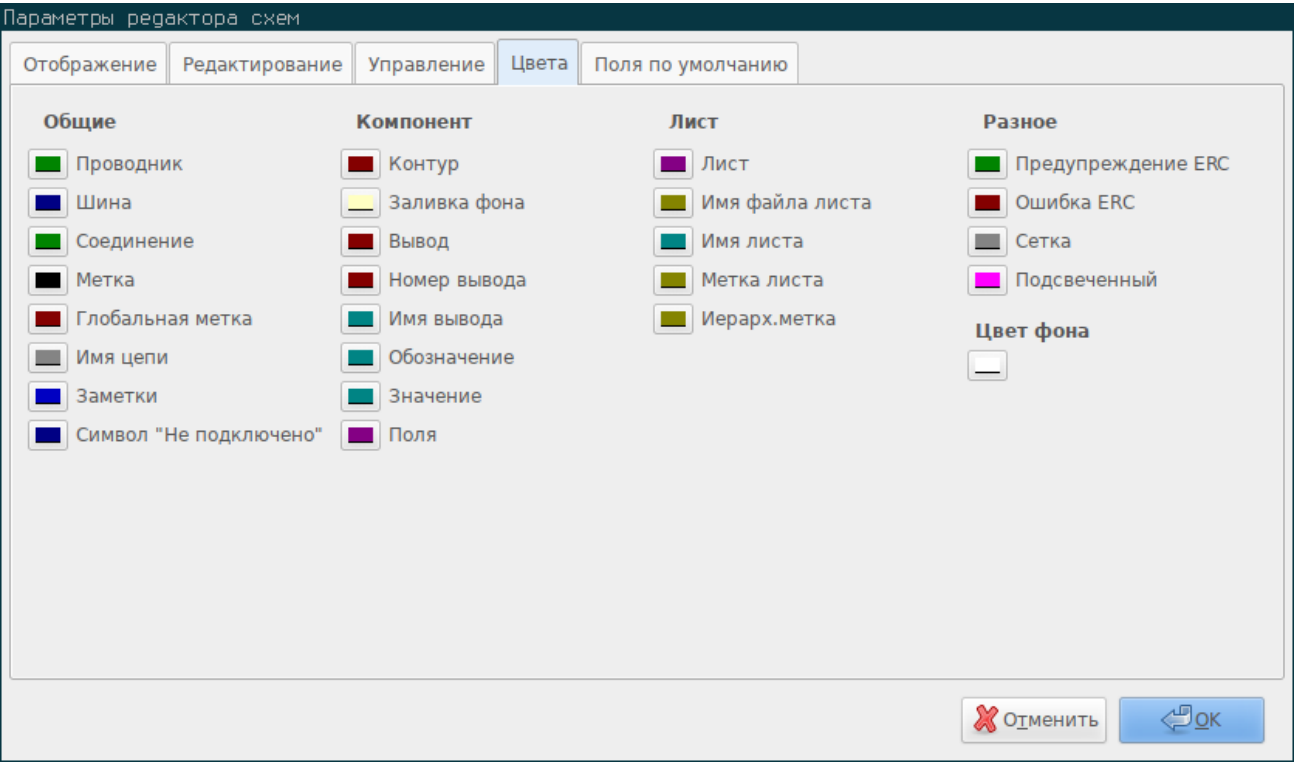 Параметры редактора схем
Отображение Редактирование Управление Цвета Поля по умолчанию
Общие
Проводник
Шина
Соединение
Метка
Глобальная метка
Имя цепи
Заметки
Символ "Не подключено"
Компонент
Контур
Заливка фона
Вывод
Номер вывода
Имя вывода
Обозначение
Значение
Поля
Лист
Лист
Имя файла листа
Имя листа
Метка листа
Иерарх.метка
Разное
Предупреждение ERC
Ошибка ERC
Сетка
Подсвеченный
Цвет фона
Отменить OK